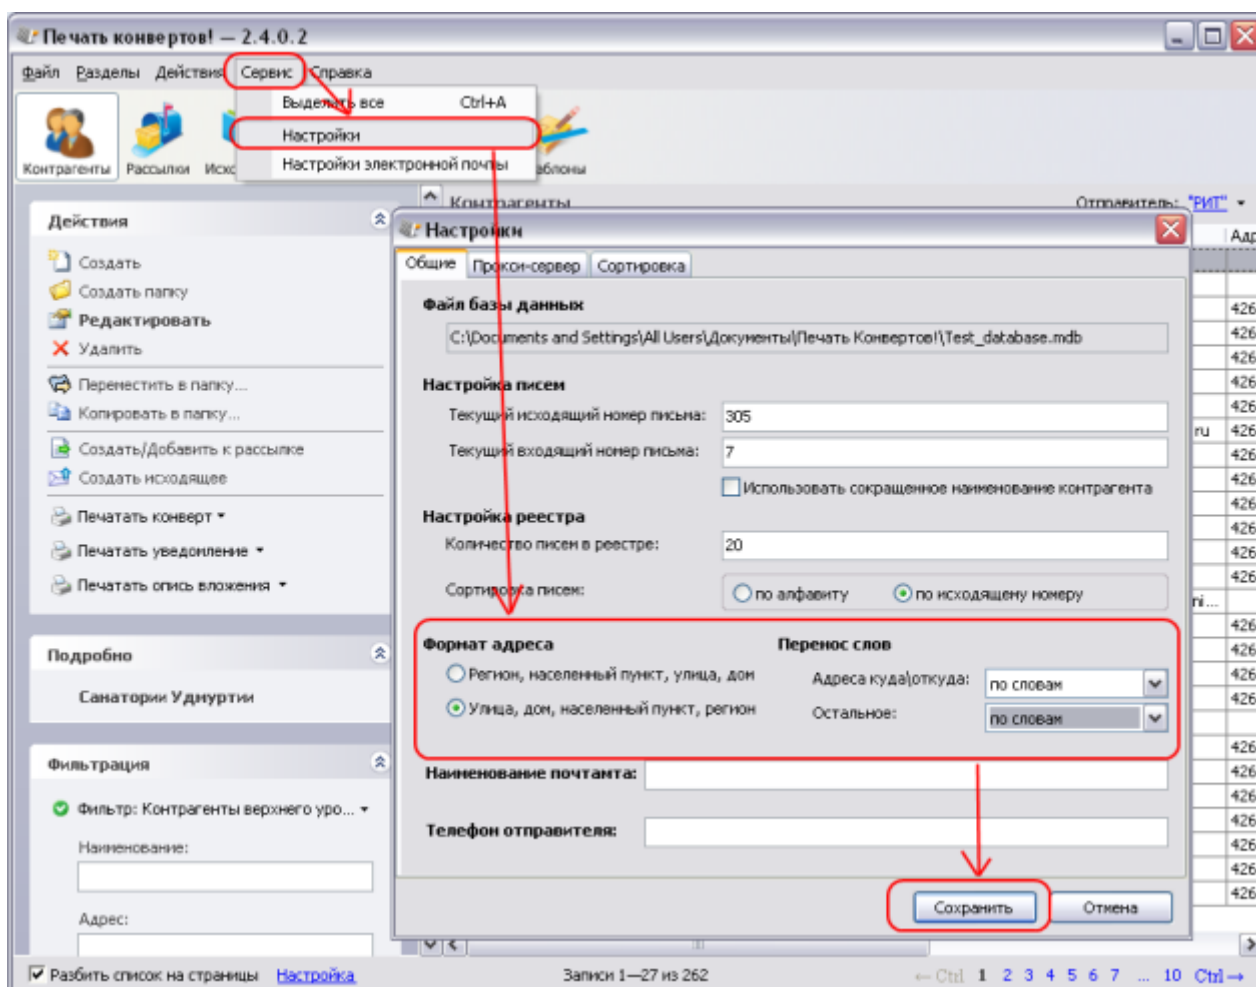 Печать конвертов! — 2.4.0.2
Файл Разделы Действия Сервис Справка
Выделить все Ctrl+A
Настройки
Настройки электронной почты
Контрагенты Рассылки
Контрагенты
Отправитель: "РИТ"
Действия
Создать
Создать папку
Редактировать
Удалить
Переместить в папку...
Копировать в папку...
Создать/Добавить к рассылке
Создать исходящее
Печатать конверт
Печатать уведомление
Печатать опись вложения
Подробно
Санатории Удмуртии
Фильтрация
Фильтр: Контрагенты верхнего уро...
Наименование:
Адрес:
Настройки
Общие Прокси-сервер Сортировка
Файл базы данных
C:\Documents and Settings\All Users\Документы\Печать Конвертов!\Test_database.mdb
Настройка писем
Текущий исходящий номер письма: 305
Текущий входящий номер письма: 7
Использовать сокращенное наименование контрагента
Настройка реестра
Количество писем в реестре: 20
Сортировка писем: по алфавиту по исходящему номеру
Формат адреса Перенос слов
Регион, населенный пункт, улица, дом
Адреса куда\откуда: по словам
Улица, дом, населенный пункт, регион
Остальное: по словам
Наименование почтамта:
Телефон отправителя:
Сохранить Отмена
Разбить список на страницы Настройка Записи 1—27 из 262 ← Ctrl 1 2 3 4 5 6 7 ... 10 Ctrl →